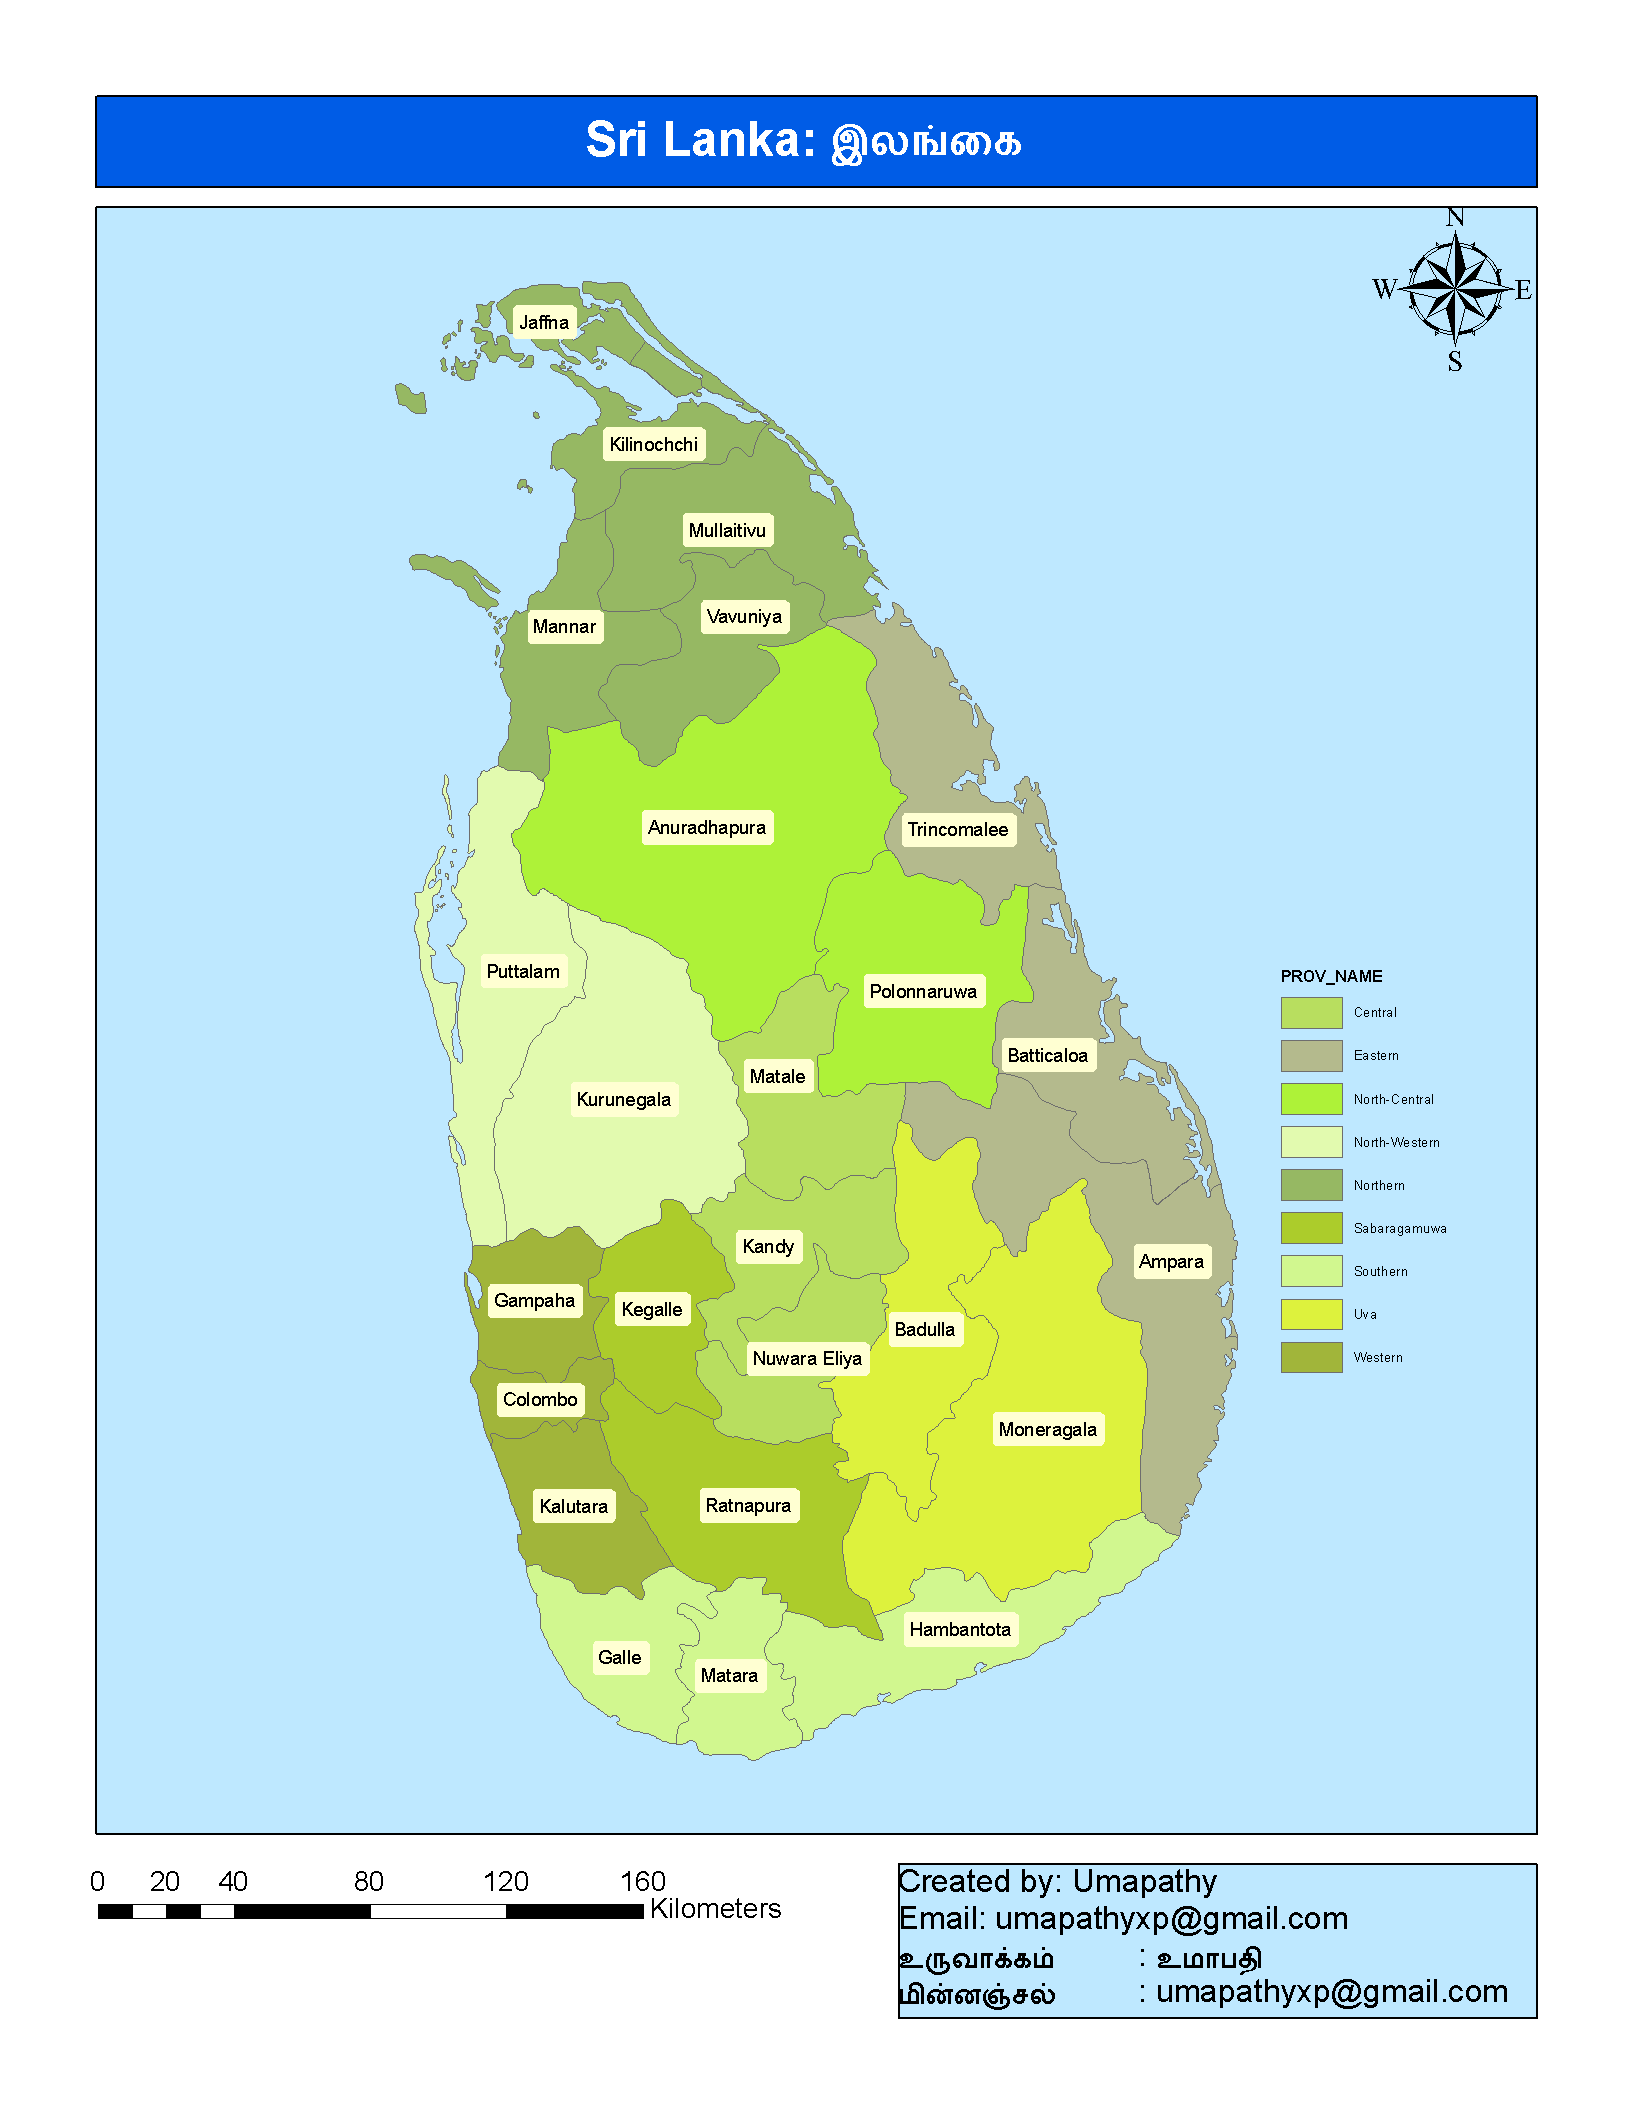 Sri Lanka: இலங்கை
N
W E
S
Jaffna
Kilinochchi
Mullaitivu
Vavuniya
Mannar
Anuradhapura
Trincomalee
Puttalam
Polonnaruwa
Batticaloa
Matale
Kurunegala
Kandy
Ampara
Gampaha
Kegalle
Badulla
Nuwara Eliya
Colombo
Moneragala
Kalutara
Ratnapura
Hambantota
Galle
Matara
PROV_NAME
Central
Eastern
North-Central
North-Western
Northern
Sabaragamuwa
Southern
Uva
Western
0 20 40 80 120 160
Kilometers
Created by: Umapathy
Email: umapathyxp@gmail.com
உருவாக்கம் : உமாபதி
மின்னஞ்சல் : umapathyxp@gmail.com